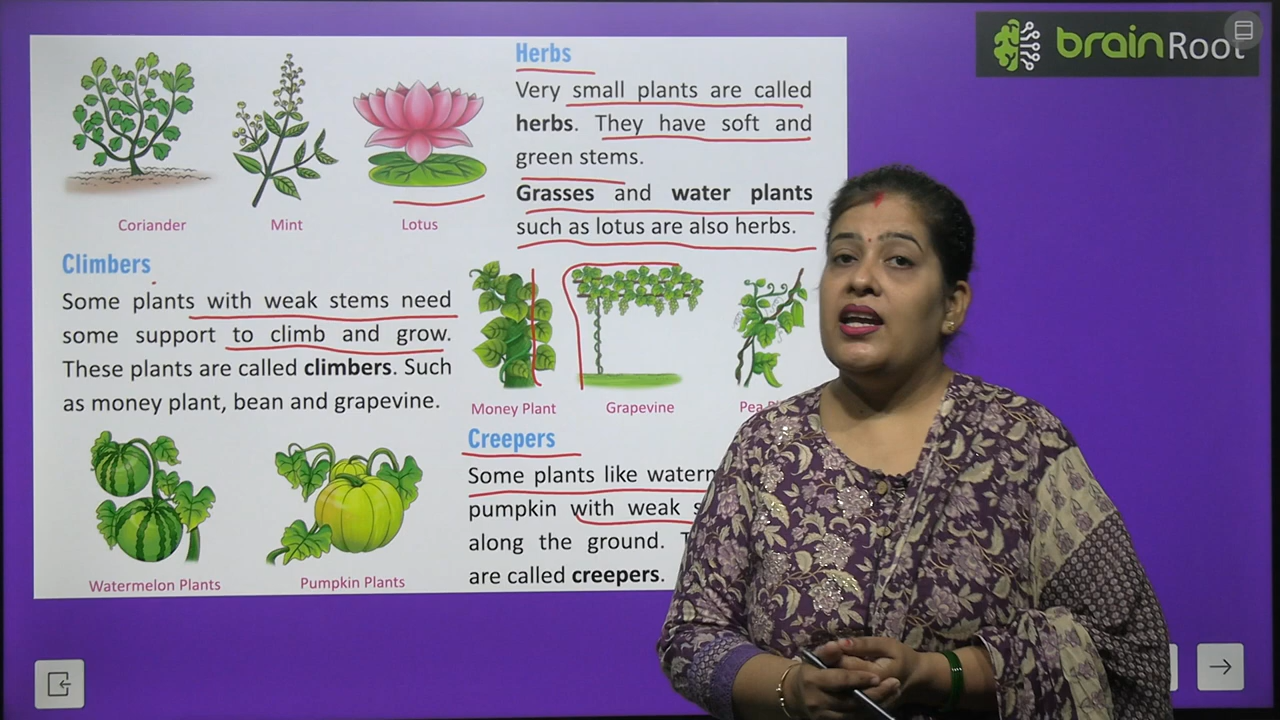 brainRoot
Herbs
Very small plants are called
herbs. They have soft and
green stems.
Grasses and water plants
such as lotus are also herbs.
Coriander
Mint
Lotus
Climbers
Some plants with weak stems need
some support to climb and grow.
These plants are called climbers. Such
as money plant, bean and grapevine.
Money Plant
Grapevine
Creepers
Some plants like
pumpkin with weak
along the ground.
are called creepers.
Watermelon Plants
Pumpkin Plants